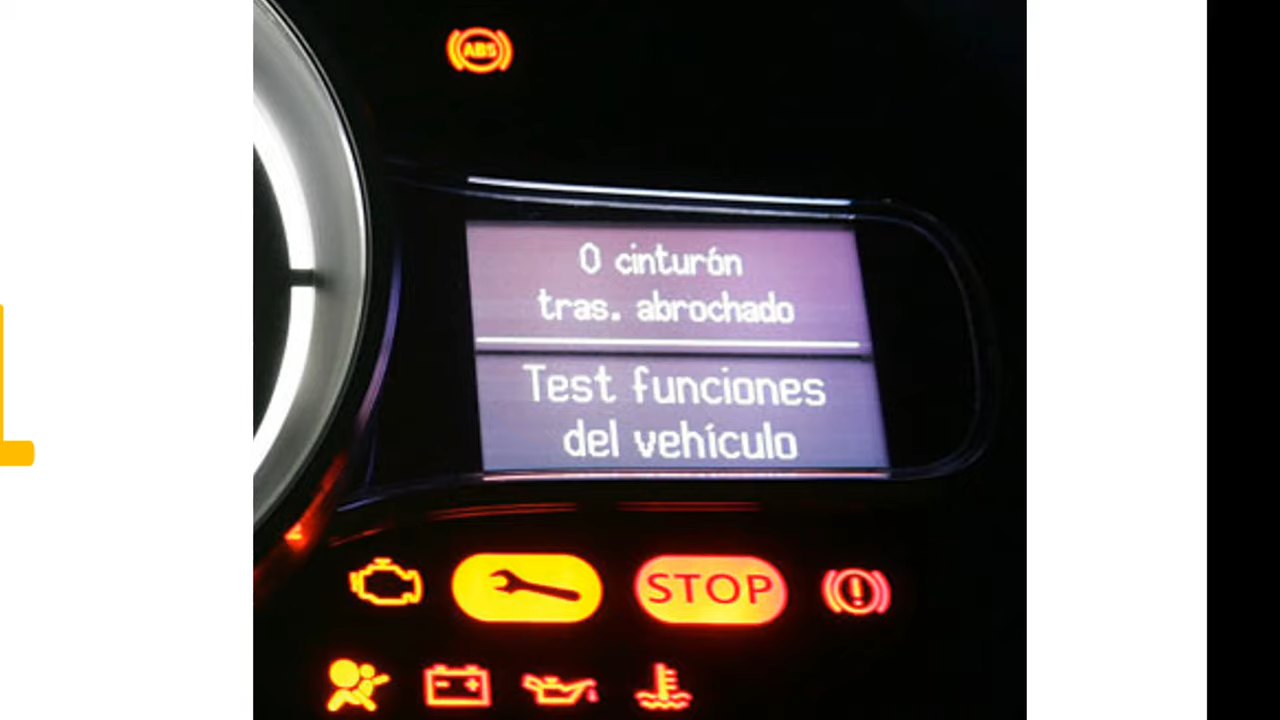 ABS
0 cinturón
tras. abrochado
Test funciones
del vehículo
STOP